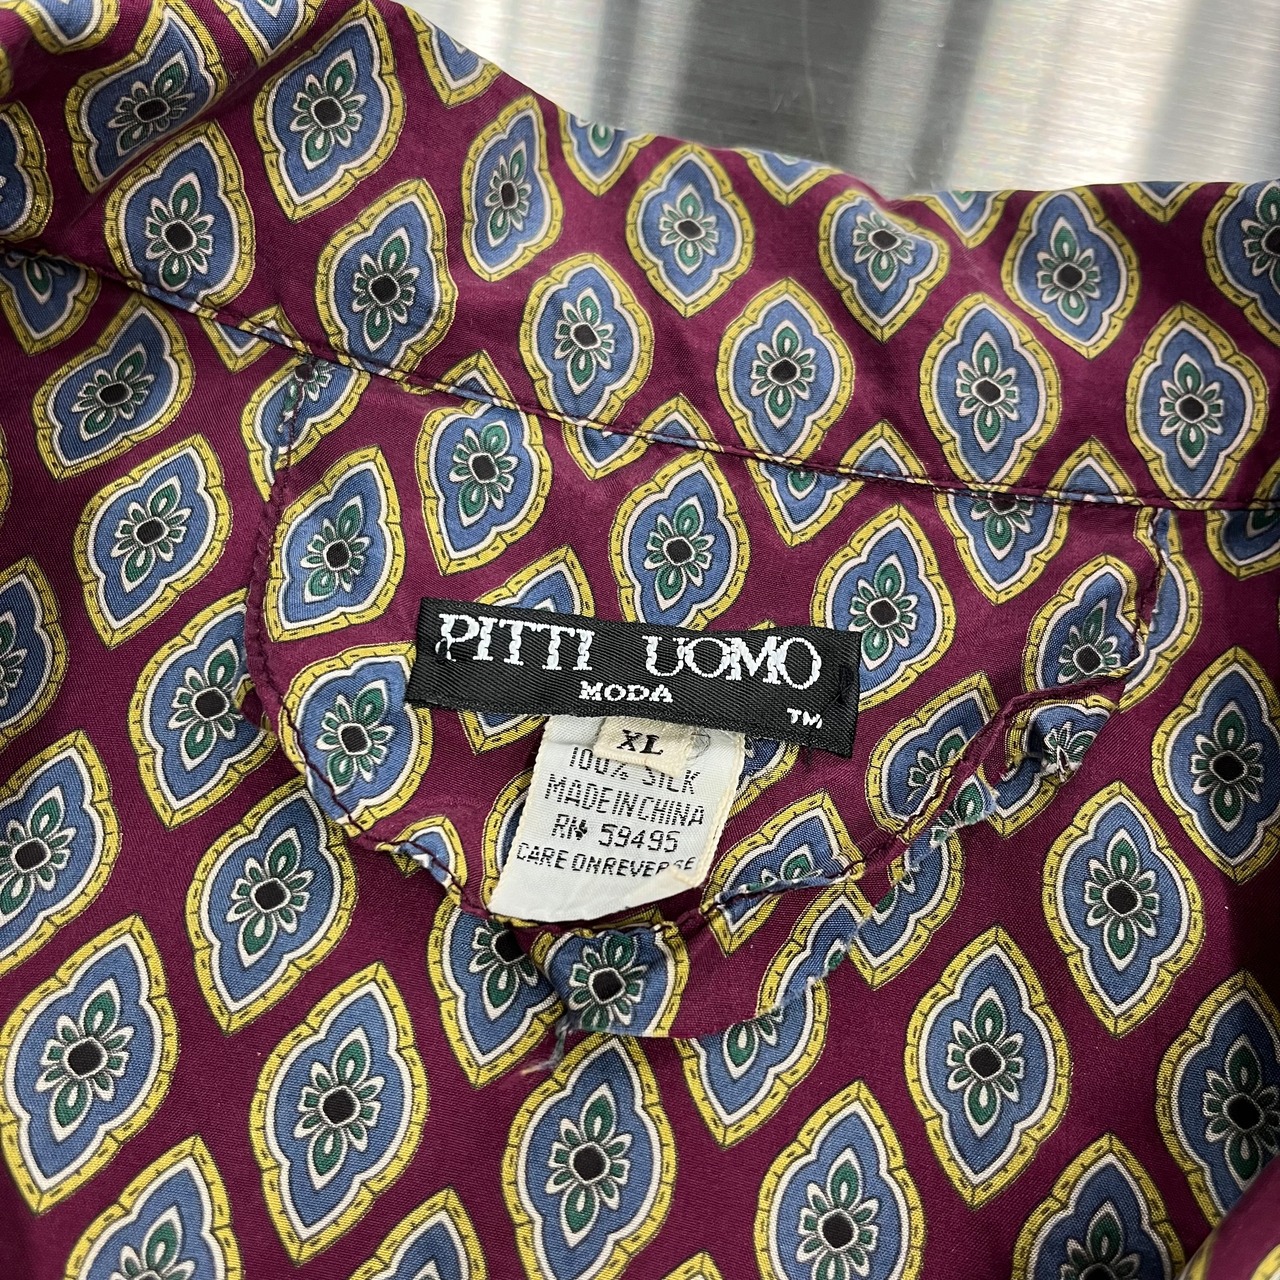 PITTI UOMO
MODA
TM
XL
100% SILK
MADE IN CHINA
RN 59495
CARE ON REVERSE